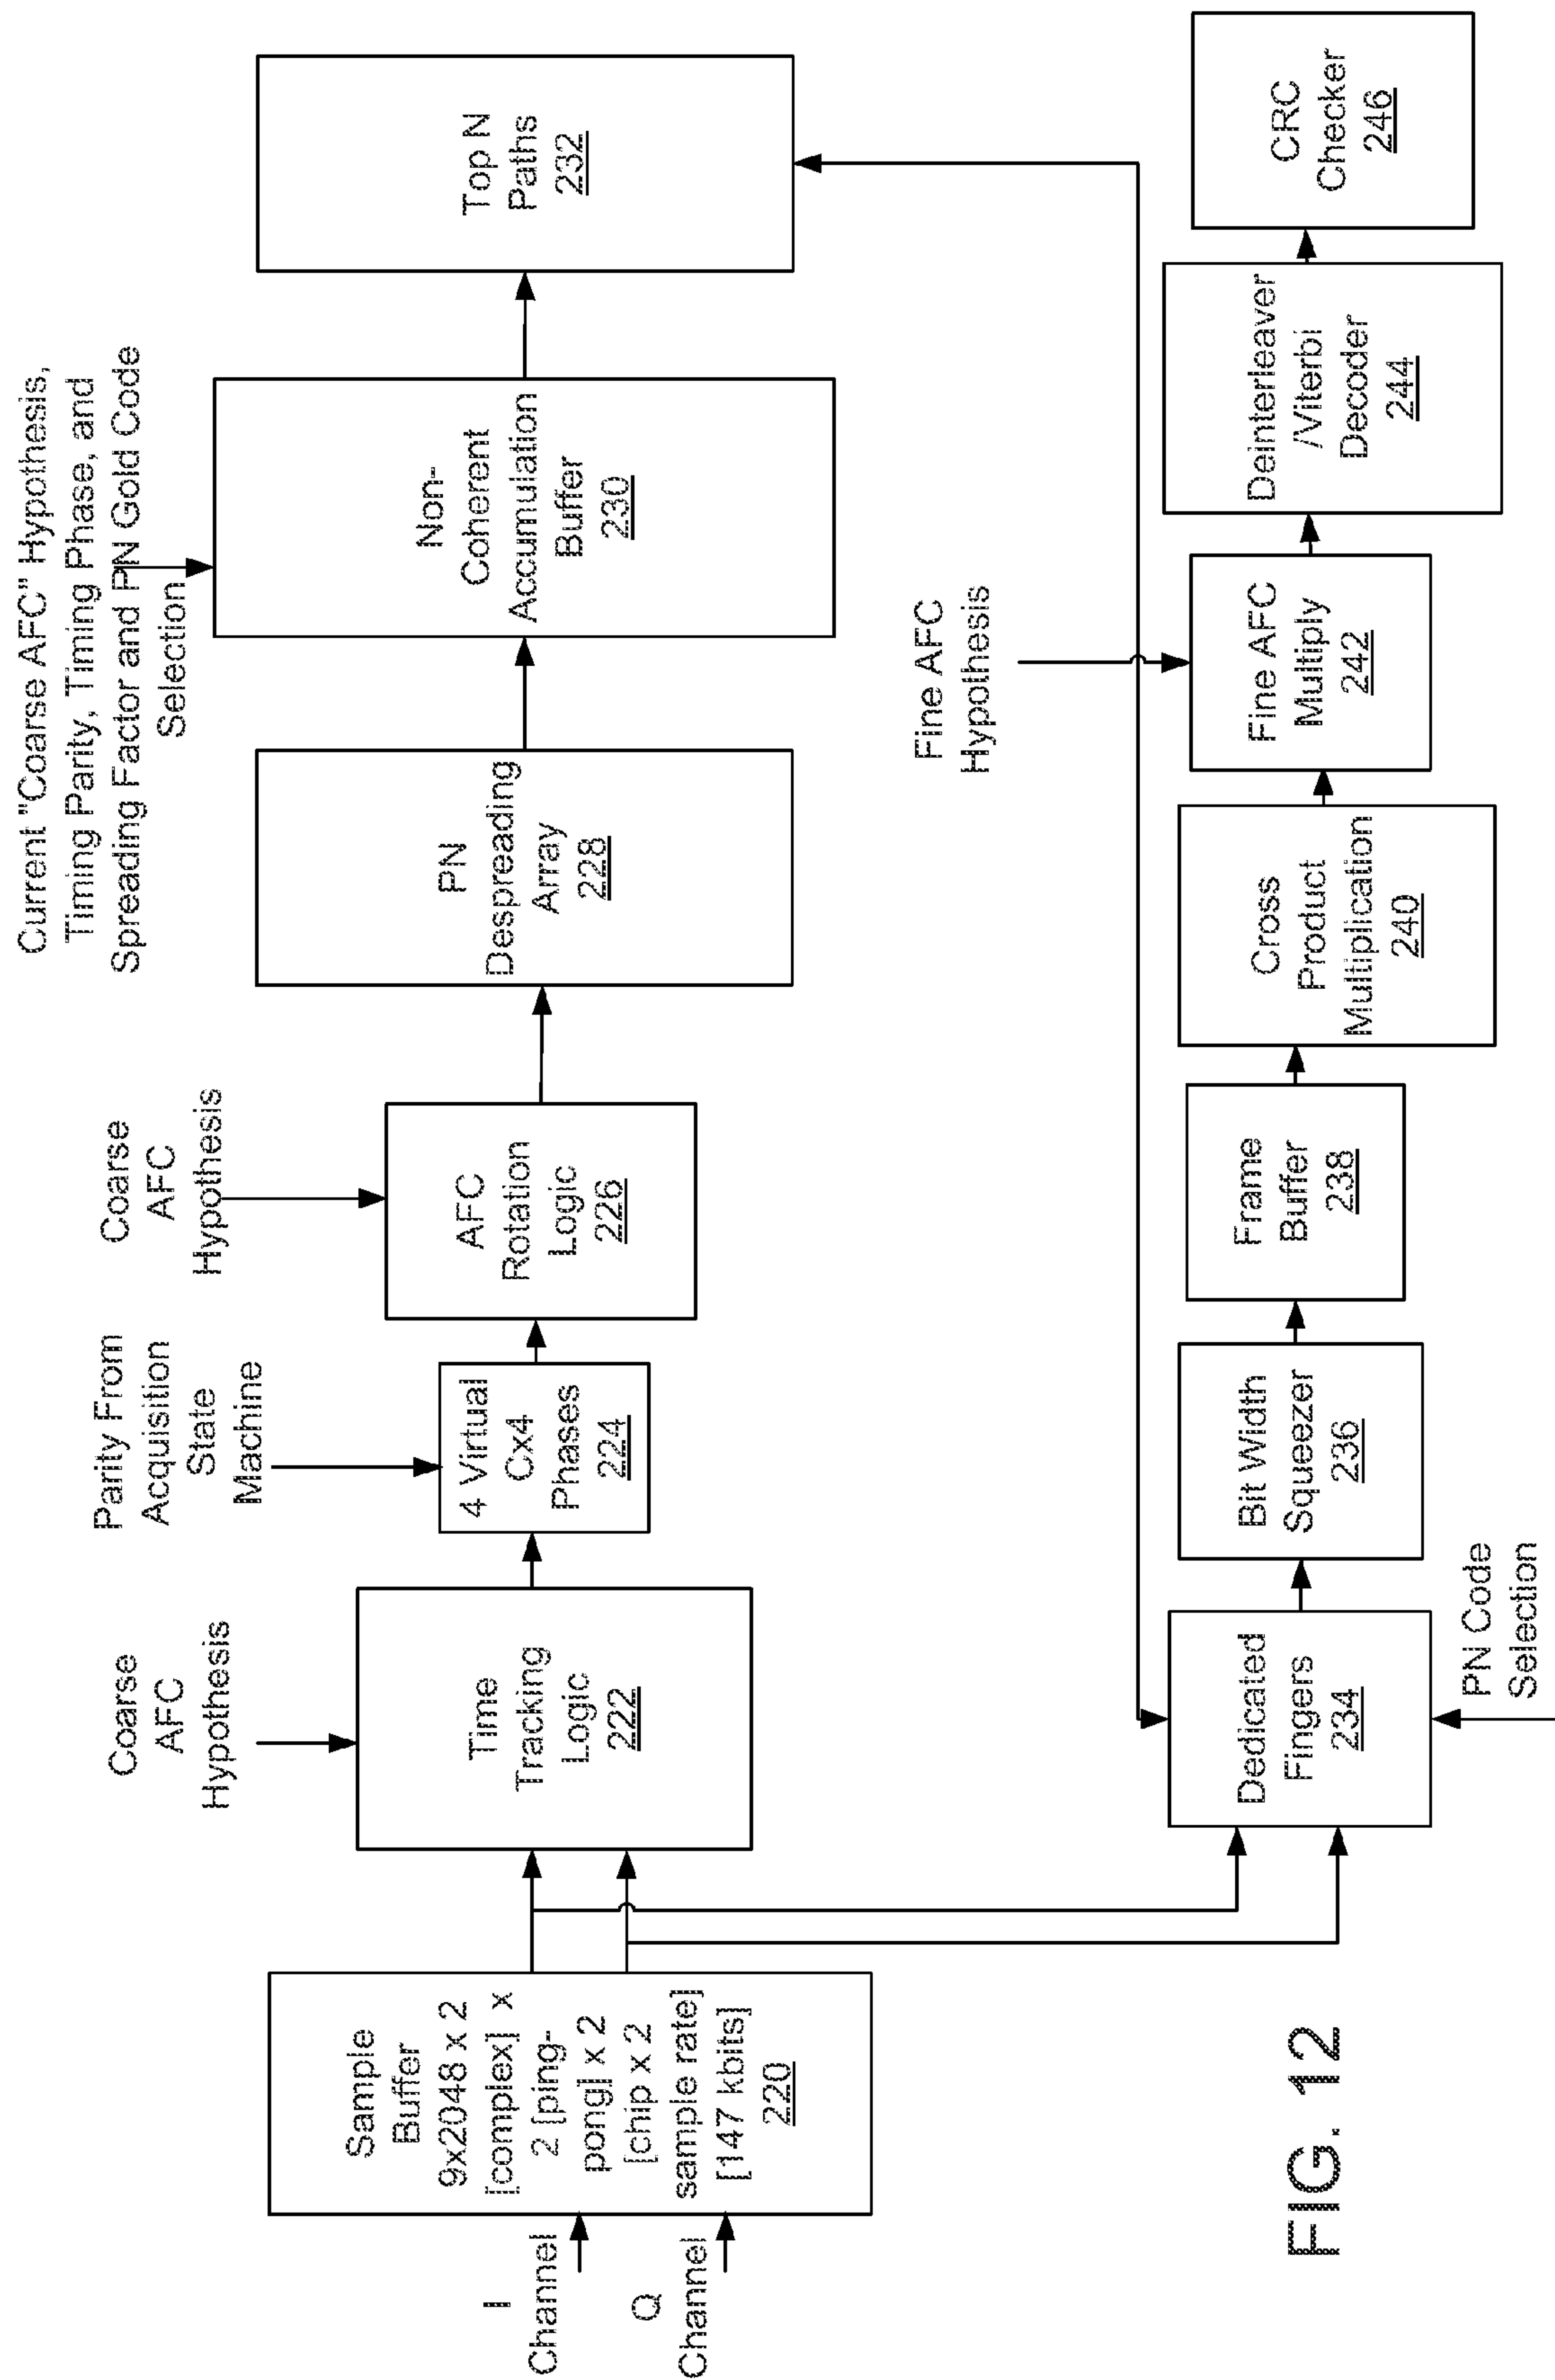 Current "Coarse AFC" Hypothesis,
Timing Parity, Timing Phase, and
Spreading Factor and PN Gold Code
Selection
Coarse
AFC
Hypothesis
Parity From
Acquisition
State
Machine
Coarse
AFC
Hypothesis
I
Channel
Q
Channel
Sample
Buffer
9x2048 x 2
[complex] x
2 [ping-
pong] x 2
[chip x 2
sample rate]
[147 kbits]
220
Time
Tracking
Logic
222
4 Virtual
Cx4
Phases
224
AFC
Rotation
Logic
226
PN
Despreading
Array
228
Non-
Coherent
Accumulation
Buffer
230
Top N
Paths
232
Fine AFC
Hypothesis
Dedicated
Fingers
234
Bit Width
Squeezer
236
Frame
Buffer
238
Cross
Product
Multiplication
240
Fine AFC
Multiply
242
Deinterleaver
/Viterbi
Decoder
244
CRC
Checker
246
PN Code
Selection
FIG. 12